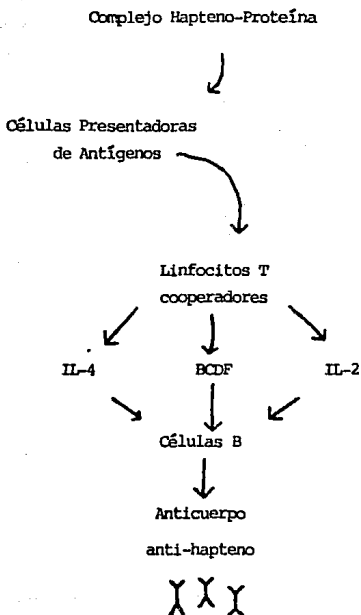 Complejo Hapteno-Proteína
Células Presentadoras
de Antígenos
Linfocitos T
cooperadores
IL-4 BCDF IL-2
Células B
Anticuerpo
anti-hapteno